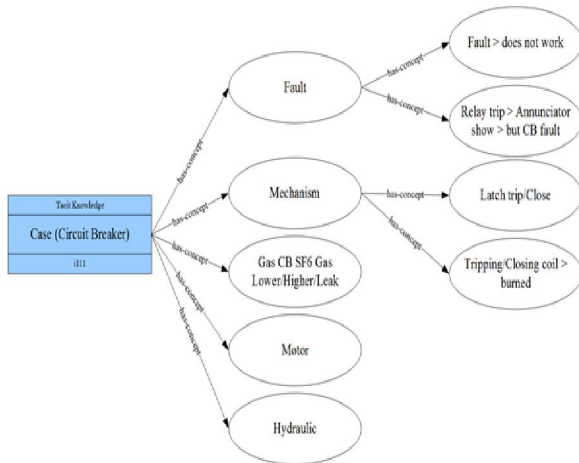 Tacit Knowledge
Case (Circuit Breaker)
i111
has-concept
has-concept
has-concept
has-concept
has-concept
Fault
has-concept
has-concept
Fault > does not work
Relay trip > Annunciator
show > but CB fault
Mechanism
has-concept
has-concept
Latch trip/Close
Tripping/Closing coil >
burned
Gas CB SF6 Gas
Lower/Higher/Leak
Motor
Hydraulic